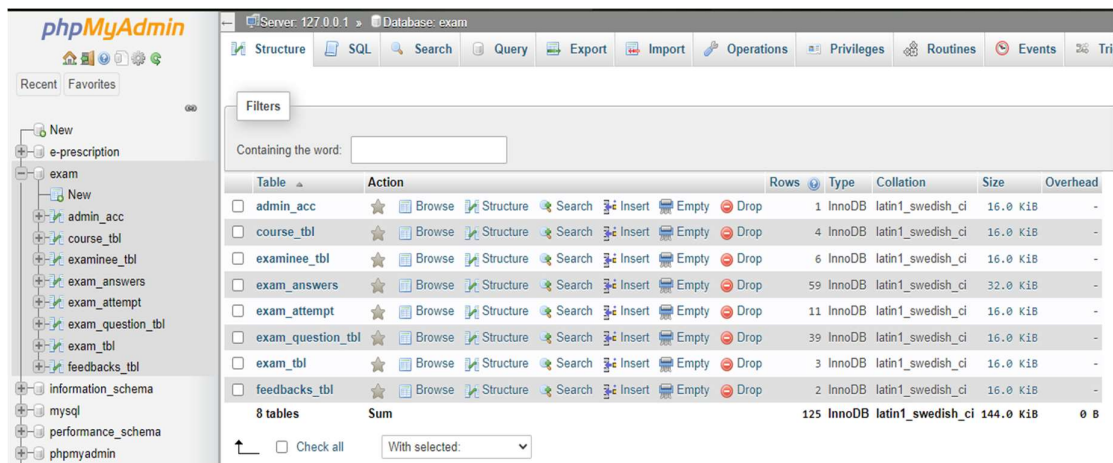 phpMyAdmin
Recent Favorites
New
e-prescription
exam
New
admin_acc
course_tbl
examinee_tbl
exam_answers
exam_attempt
exam_question_tbl
exam_tbl
feedbacks_tbl
information_schema
mysql
performance_schema
phpmyadmin
Server: 127.0.0.1 » Database: exam
Structure SQL Search Query Export Import Operations Privileges Routines Events Tri
Filters
Containing the word:
Table Action Rows Type Collation Size Overhead
admin_acc Browse Structure Search Insert Empty Drop 1 InnoDB latin1_swedish_ci 16.0 KiB -
course_tbl Browse Structure Search Insert Empty Drop 4 InnoDB latin1_swedish_ci 16.0 KiB -
examinee_tbl Browse Structure Search Insert Empty Drop 6 InnoDB latin1_swedish_ci 16.0 KiB -
exam_answers Browse Structure Search Insert Empty Drop 59 InnoDB latin1_swedish_ci 32.0 KiB -
exam_attempt Browse Structure Search Insert Empty Drop 11 InnoDB latin1_swedish_ci 16.0 KiB -
exam_question_tbl Browse Structure Search Insert Empty Drop 39 InnoDB latin1_swedish_ci 16.0 KiB -
exam_tbl Browse Structure Search Insert Empty Drop 3 InnoDB latin1_swedish_ci 16.0 KiB -
feedbacks_tbl Browse Structure Search Insert Empty Drop 2 InnoDB latin1_swedish_ci 16.0 KiB -
8 tables Sum 125 InnoDB latin1_swedish_ci 144.0 KiB 0 B
Check all With selected: